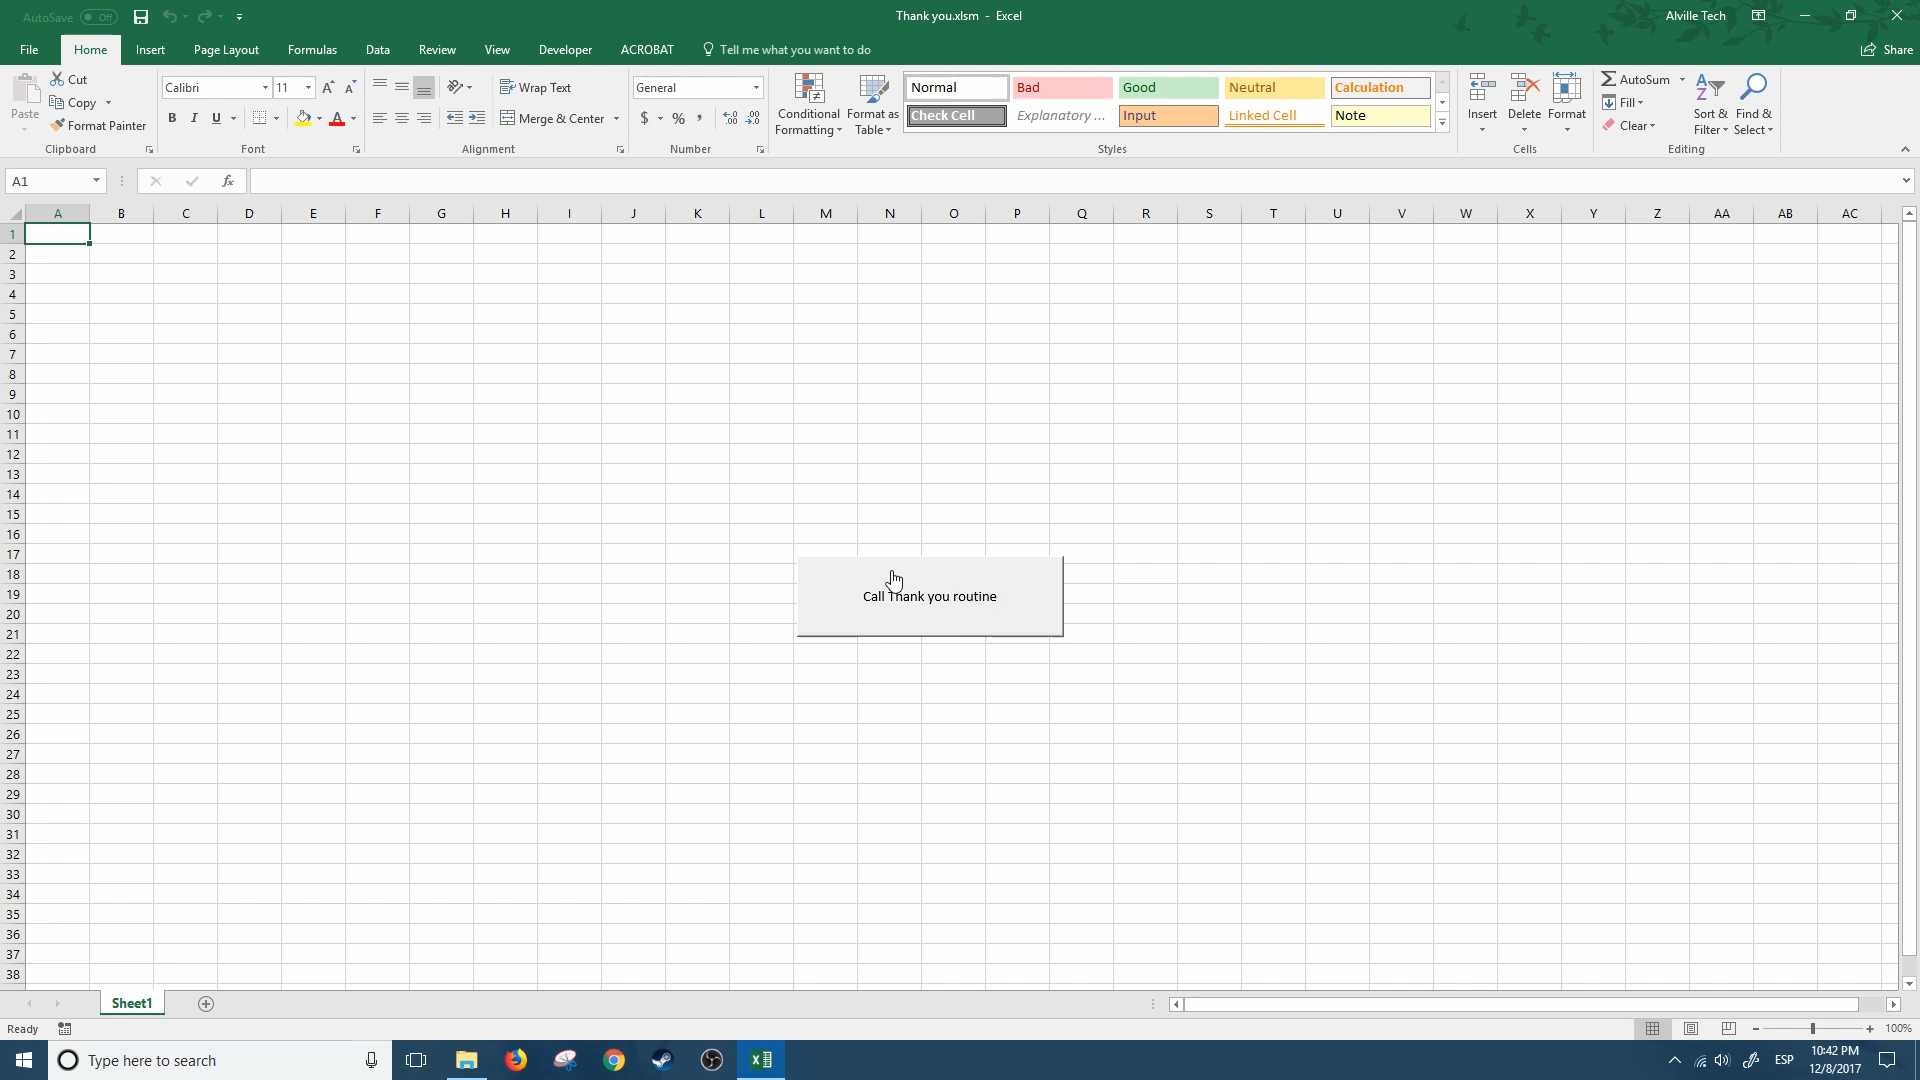 AutoSave Off Thank you.xlsm - Excel Alville Tech
File Home Insert Page Layout Formulas Data Review View Developer ACROBAT Tell me what you want to do Share
Paste Cut
Copy
Format Painter
Clipboard
Calibri 11
B I U
Font
Wrap Text
Merge & Center
Alignment
General
$ % ,
Number
Conditional Formatting
Format as Table
Normal Bad Good Neutral Calculation
Check Cell Explanatory ... Input Linked Cell Note
Styles
Insert Delete Format
Cells
AutoSum
Fill
Clear
Sort & Filter
Find & Select
Editing
A1 fx
A B C D E F G H I J K L M N O P Q R S T U V W X Y Z AA AB AC
1
2
3
4
5
6
7
8
9
10
11
12
13
14
15
16
17
18
19
20
21
22
23
24
25
26
27
28
29
30
31
32
33
34
35
36
37
38
Call Thank you routine
Sheet1
Ready 100%
Type here to search ESP 10:42 PM
12/8/2017